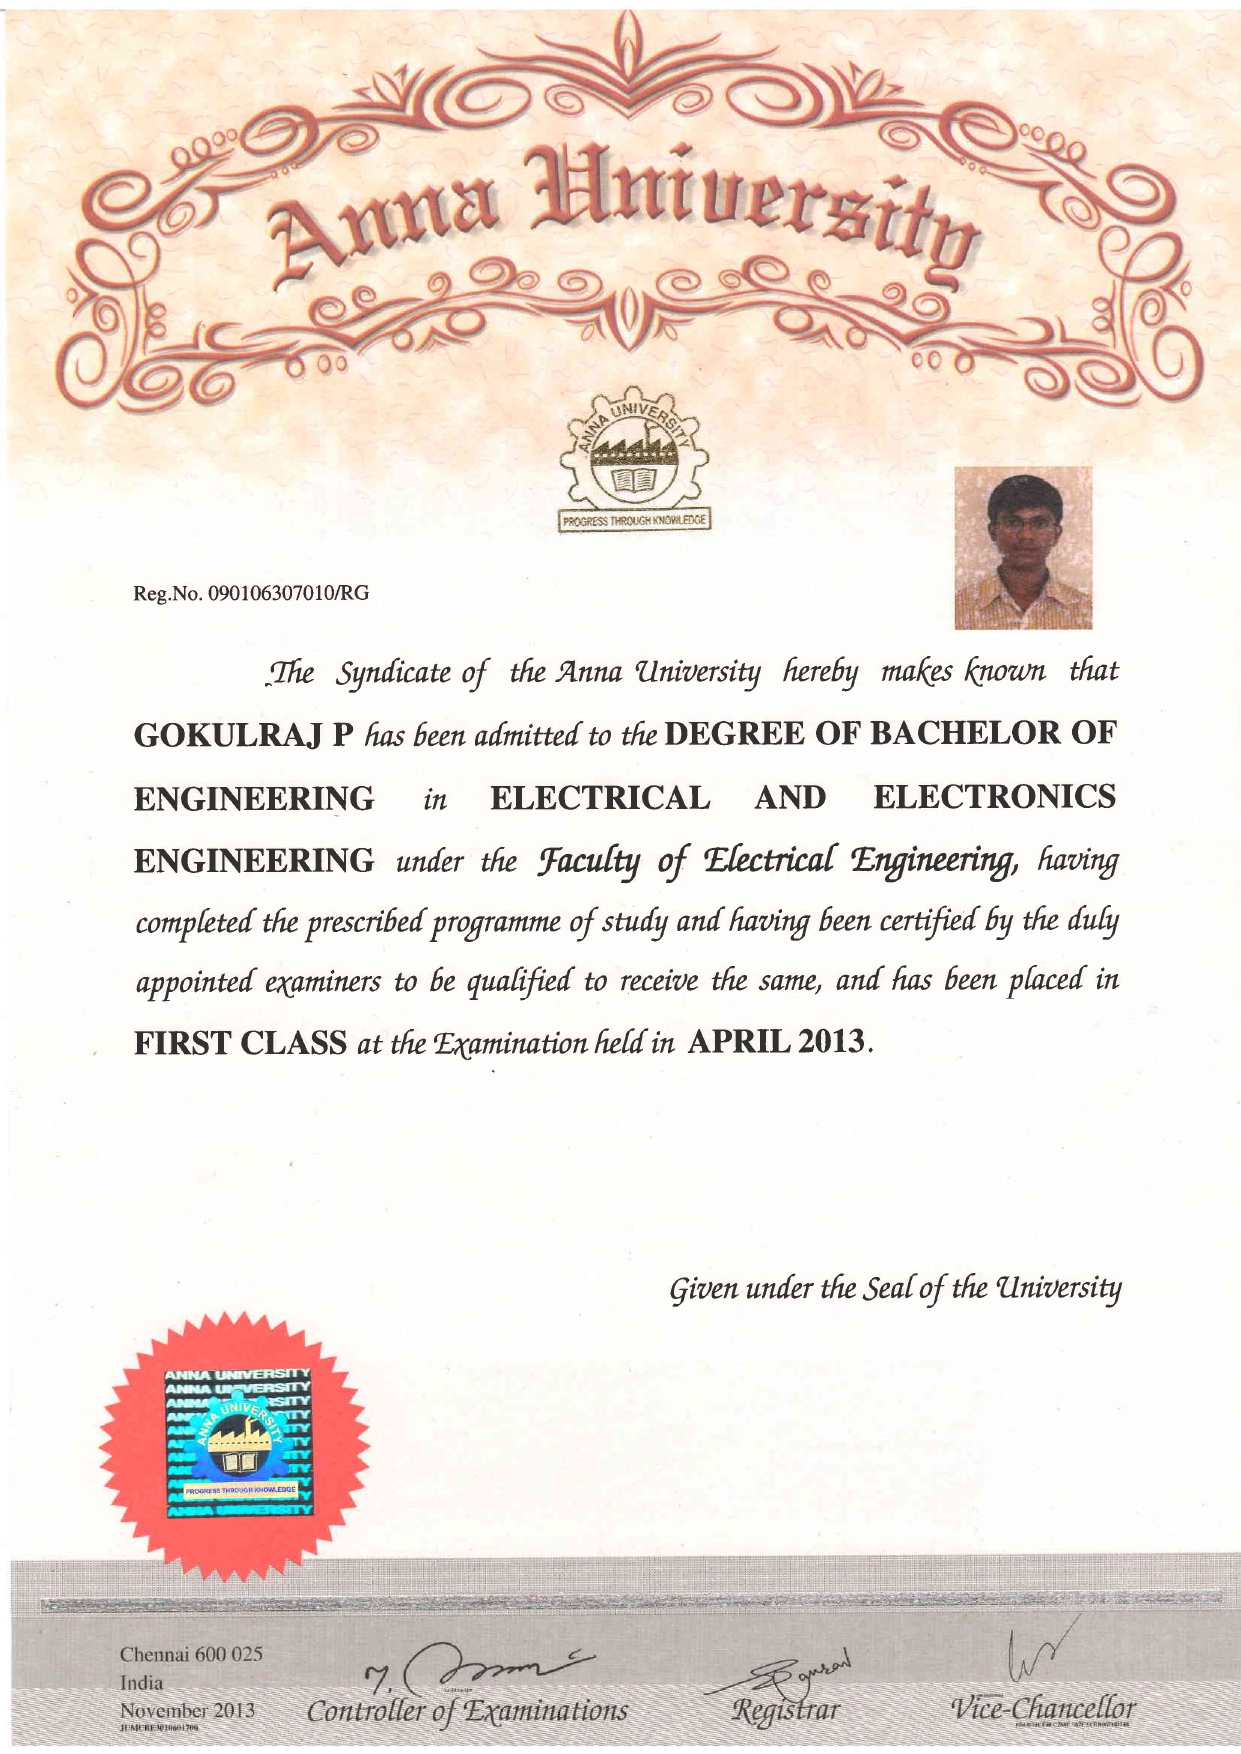 Anna University
ANNA UNIVERSITY
PROGRESS THROUGH KNOWLEDGE
Reg.No. 090106307010/RG
The Syndicate of the Anna University hereby makes known that
GOKULRAJ P has been admitted to the DEGREE OF BACHELOR OF
ENGINEERING in ELECTRICAL AND ELECTRONICS
ENGINEERING under the Faculty of Electrical Engineering, having
completed the prescribed programme of study and having been certified by the duly
appointed examiners to be qualified to receive the same, and has been placed in
FIRST CLASS at the Examination held in APRIL 2013.
Given under the Seal of the University
ANNA UNIVERSITY
ANNA UNIVERSITY
ANNA UNIVERSITY
PROGRESS THROUGH KNOWLEDGE
ANNA UNIVERSITY
Chennai 600 025
India
November 2013
Controller of Examinations
Registrar
Vice-Chancellor